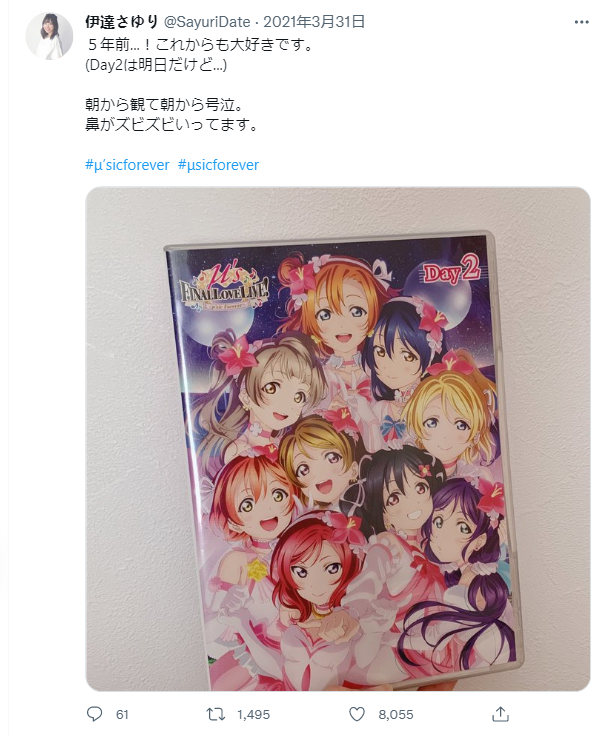 伊達さゆり @SayuriDate · 2021年3月31日
５年前...！これからも大好きです。
(Day2は明日だけど...)
朝から観て朝から号泣。
鼻がズビズビいってます。
#μ'sicforever #μsicforever
μ's
FINAL LOVELIVE!
Day2
61
1,495
8,055